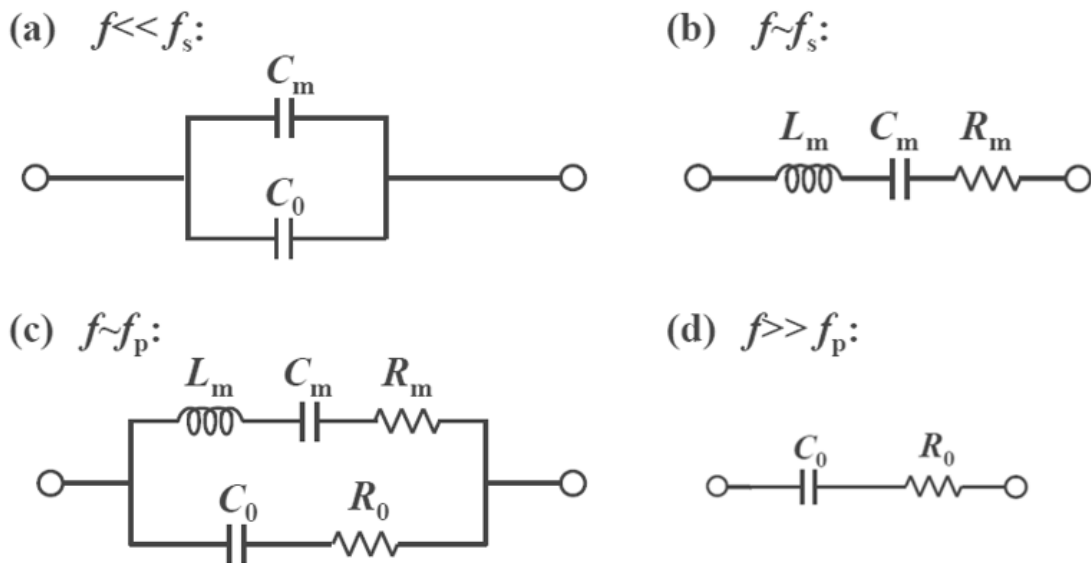 (a) f<< fs:
Cm
C0
(b) f~fs:
Lm Cm Rm
(c) f~fp:
Lm Cm Rm
C0 R0
(d) f>> fp:
C0 R0